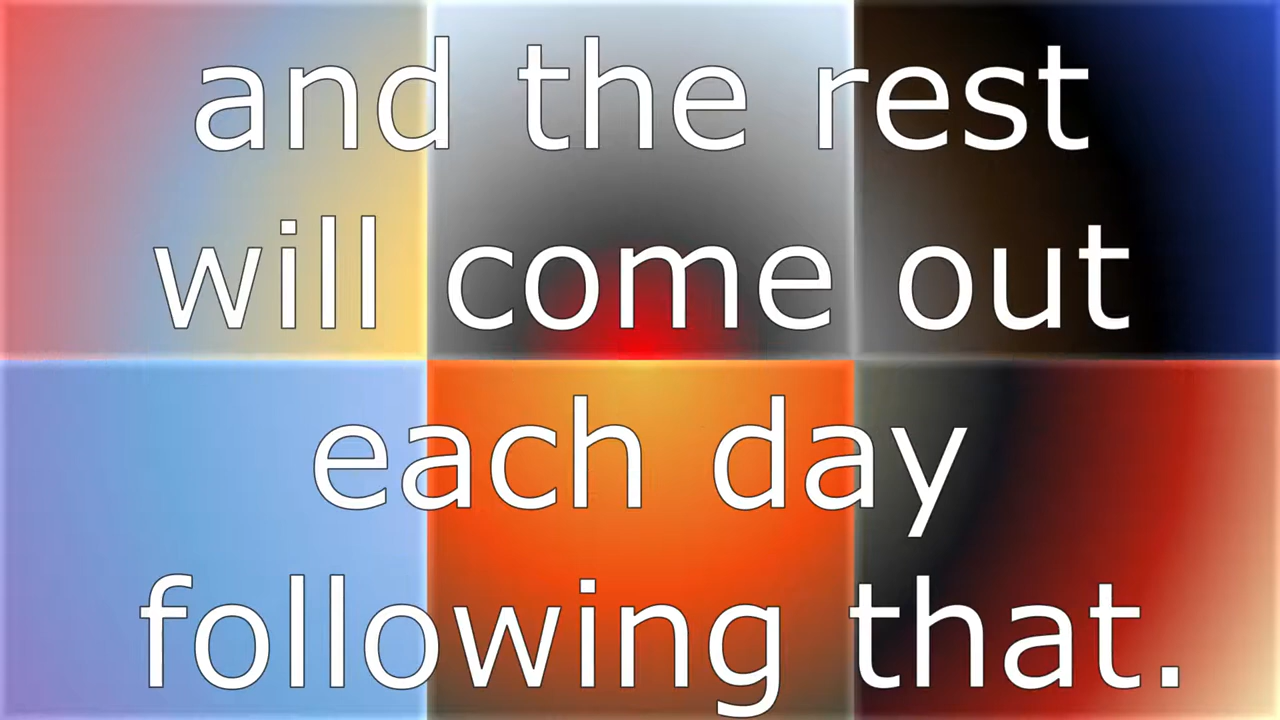 and the rest
will come out
each day
following that.